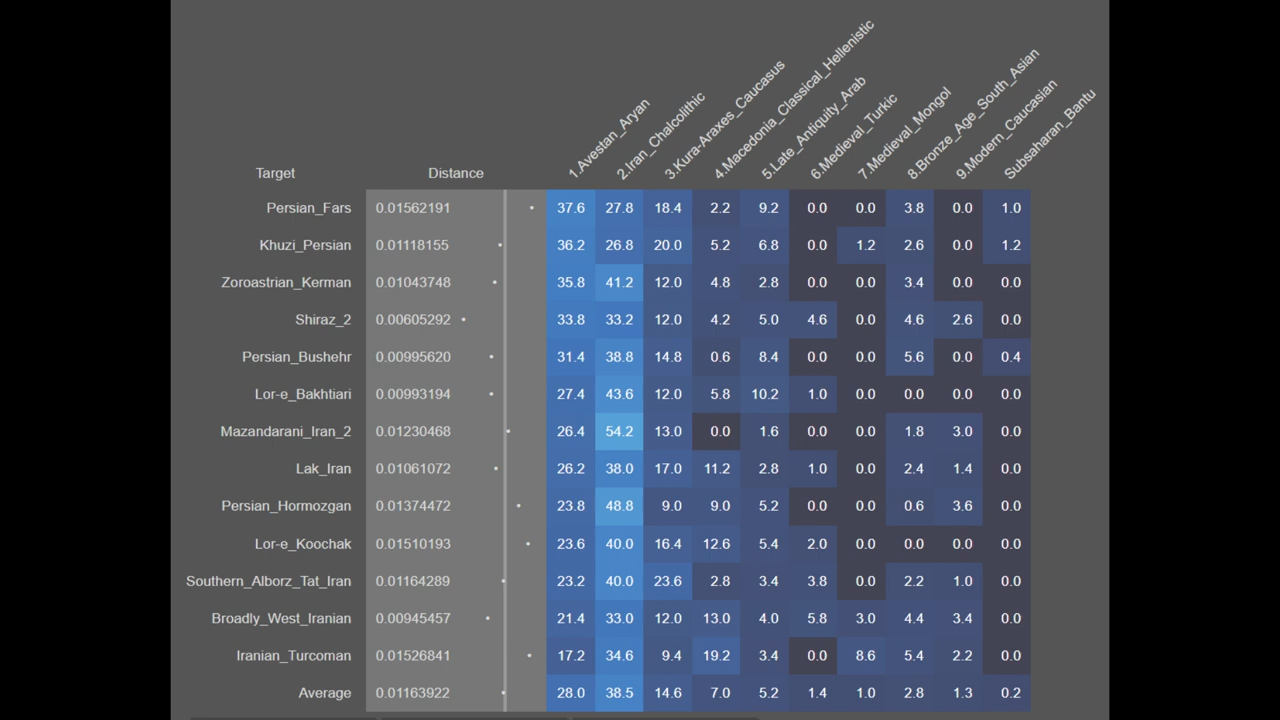 1.Avestan_Aryan
2.Iran_Chalcolithic
3.Kura-Araxes_Caucasus
4.Macedonia_Classical_Hellenistic
5.Late_Antiquity_Arab
6.Medieval_Turkic
7.Medieval_Mongol
8.Bronze_Age_South_Asian
9.Modern_Caucasian
Subsaharan_Bantu
Target Distance
Persian_Fars 0.01562191 37.6 27.8 18.4 2.2 9.2 0.0 0.0 3.8 0.0 1.0
Khuzi_Persian 0.01118155 36.2 26.8 20.0 5.2 6.8 0.0 1.2 2.6 0.0 1.2
Zoroastrian_Kerman 0.01043748 35.8 41.2 12.0 4.8 2.8 0.0 0.0 3.4 0.0 0.0
Shiraz_2 0.00605292 33.8 33.2 12.0 4.2 5.0 4.6 0.0 4.6 2.6 0.0
Persian_Bushehr 0.00995620 31.4 38.8 14.8 0.6 8.4 0.0 0.0 5.6 0.0 0.4
Lor-e_Bakhtiari 0.00993194 27.4 43.6 12.0 5.8 10.2 1.0 0.0 0.0 0.0 0.0
Mazandarani_Iran_2 0.01230468 26.4 54.2 13.0 0.0 1.6 0.0 0.0 1.8 3.0 0.0
Lak_Iran 0.01061072 26.2 38.0 17.0 11.2 2.8 1.0 0.0 2.4 1.4 0.0
Persian_Hormozgan 0.01374472 23.8 48.8 9.0 9.0 5.2 0.0 0.0 0.6 3.6 0.0
Lor-e_Koochak 0.01510193 23.6 40.0 16.4 12.6 5.4 2.0 0.0 0.0 0.0 0.0
Southern_Alborz_Tat_Iran 0.01164289 23.2 40.0 23.6 2.8 3.4 3.8 0.0 2.2 1.0 0.0
Broadly_West_Iranian 0.00945457 21.4 33.0 12.0 13.0 4.0 5.8 3.0 4.4 3.4 0.0
Iranian_Turcoman 0.01526841 17.2 34.6 9.4 19.2 3.4 0.0 8.6 5.4 2.2 0.0
Average 0.01163922 28.0 38.5 14.6 7.0 5.2 1.4 1.0 2.8 1.3 0.2